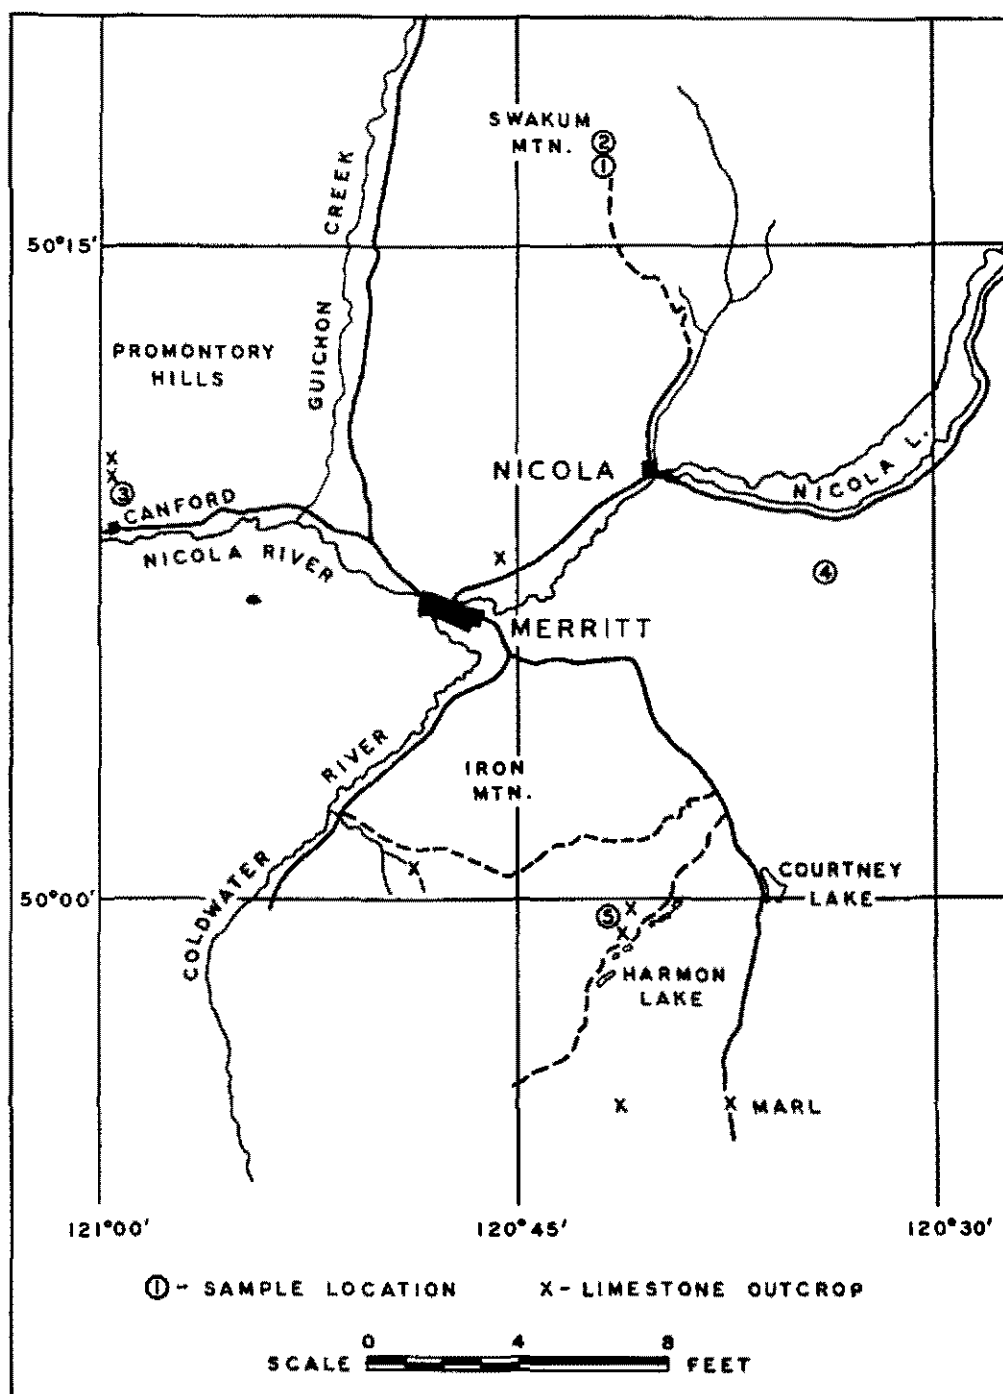 SWAKUM
MTN.
②
①
CREEK
50°15'
GUICHON
PROMONTORY
HILLS
NICOLA
NICOLA L.
X
X
③
CANFORD
NICOLA RIVER
X
④
MERRITT
RIVER
IRON
MTN.
COLDWATER
X
COURTNEY
LAKE
50°00'
⑤
X
X
HARMON
LAKE
X
X MARL
121°00'
120°45'
120°30'
① - SAMPLE LOCATION X - LIMESTONE OUTCROP
0 4 8
SCALE FEET